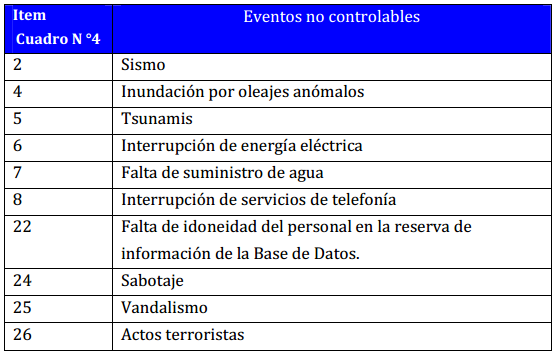 Item Eventos no controlables
Cuadro N °4
2 Sismo
4 Inundación por oleajes anómalos
5 Tsunamis
6 Interrupción de energía eléctrica
7 Falta de suministro de agua
8 Interrupción de servicios de telefonía
22 Falta de idoneidad del personal en la reserva de
información de la Base de Datos.
24 Sabotaje
25 Vandalismo
26 Actos terroristas